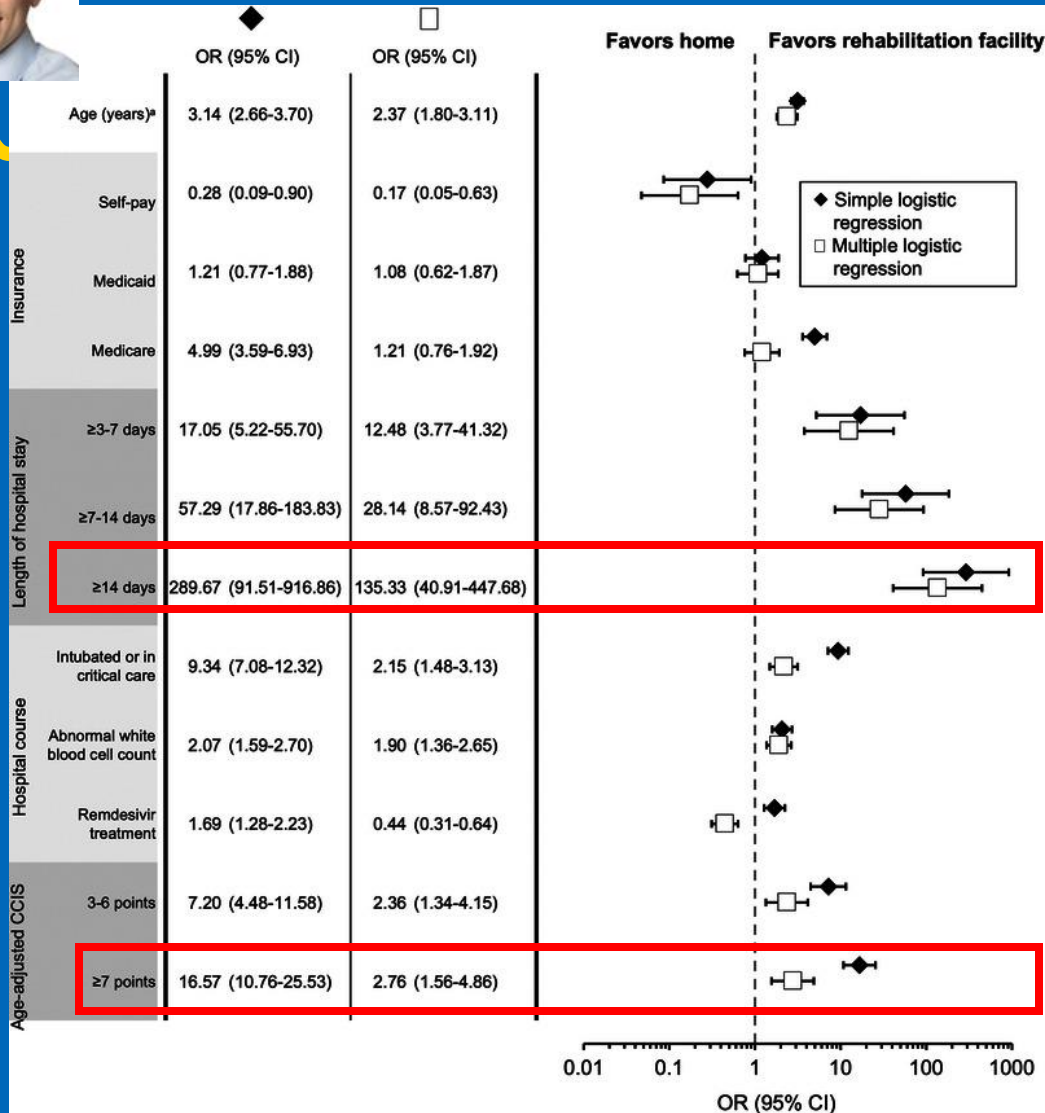 OR (95% CI) OR (95% CI)
Favors home Favors rehabilitation facility
Age (years)ª 3.14 (2.66-3.70) 2.37 (1.80-3.11)
Insurance
Self-pay 0.28 (0.09-0.90) 0.17 (0.05-0.63)
Medicaid 1.21 (0.77-1.88) 1.08 (0.62-1.87)
Medicare 4.99 (3.59-6.93) 1.21 (0.76-1.92)
Simple logistic
regression
Multiple logistic
regression
Length of hospital stay
≥3-7 days 17.05 (5.22-55.70) 12.48 (3.77-41.32)
≥7-14 days 57.29 (17.86-183.83) 28.14 (8.57-92.43)
≥14 days 289.67 (91.51-916.86) 135.33 (40.91-447.68)
Hospital course
Intubated or in
critical care 9.34 (7.08-12.32) 2.15 (1.48-3.13)
Abnormal white
blood cell count 2.07 (1.59-2.70) 1.90 (1.36-2.65)
Remdesivir
treatment 1.69 (1.28-2.23) 0.44 (0.31-0.64)
Age-adjusted CCIS
3-6 points 7.20 (4.48-11.58) 2.36 (1.34-4.15)
≥7 points 16.57 (10.76-25.53) 2.76 (1.56-4.86)
0.01 0.1 1 10 100 1000
OR (95% CI)